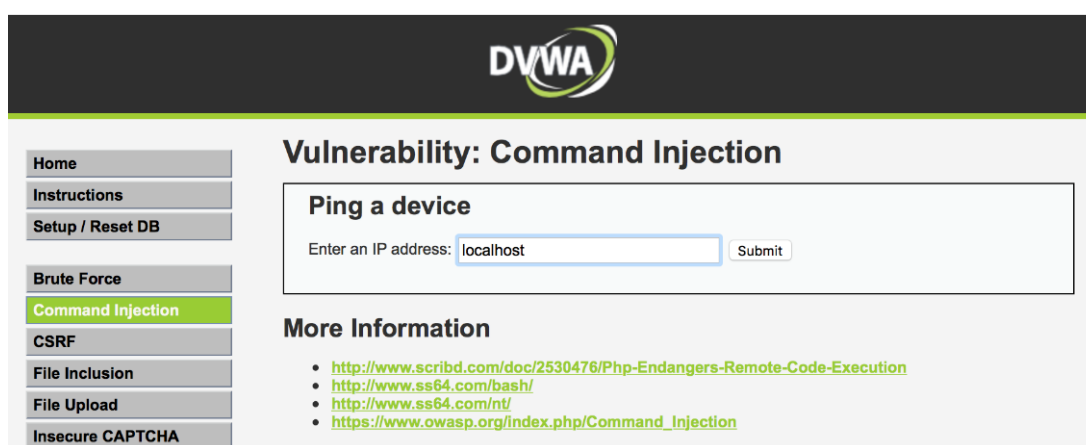 DVWA
Home
Instructions
Setup / Reset DB
Brute Force
Command Injection
CSRF
File Inclusion
File Upload
Insecure CAPTCHA
Vulnerability: Command Injection
Ping a device
Enter an IP address: localhost Submit
More Information
http://www.scribd.com/doc/2530476/Php-Endangers-Remote-Code-Execution
http://www.ss64.com/bash/
http://www.ss64.com/nt/
https://www.owasp.org/index.php/Command_Injection